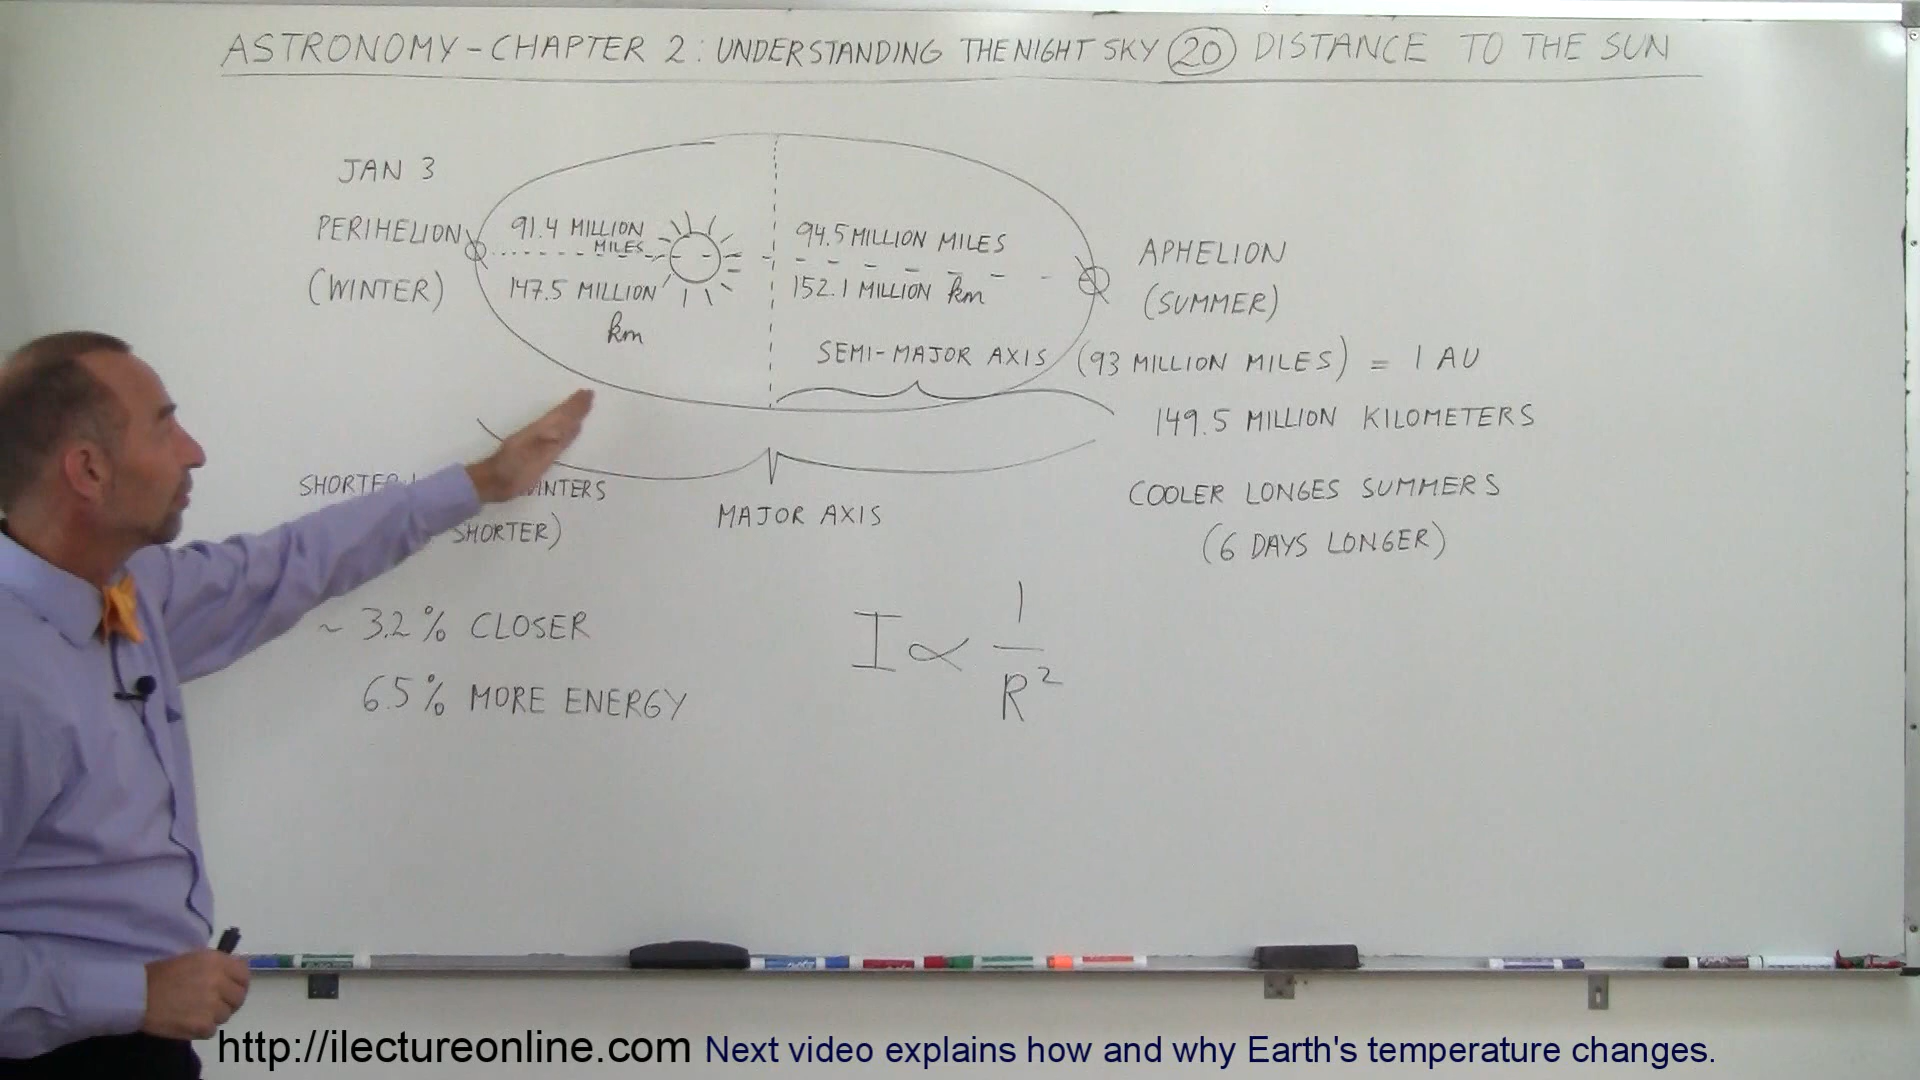 ASTRONOMY - CHAPTER 2: UNDERSTANDING THE NIGHT SKY 20 DISTANCE TO THE SUN
JAN 3
PERIHELION
(WINTER)
91.4 MILLION
MILES
147.5 MILLION
km
94.5 MILLION MILES
152.1 MILLION km
APHELION
(SUMMER)
SEMI-MAJOR AXIS (93 MILLION MILES) = 1 AU
149.5 MILLION KILOMETERS
SHORTER
MAJOR AXIS
SHORTER)
COOLER LONGES SUMMERS
(6 DAYS LONGER)
~ 3.2% CLOSER
6.5% MORE ENERGY
I ∝ 1/R²
http://ilectureonline.com Next video explains how and why Earth's temperature changes.